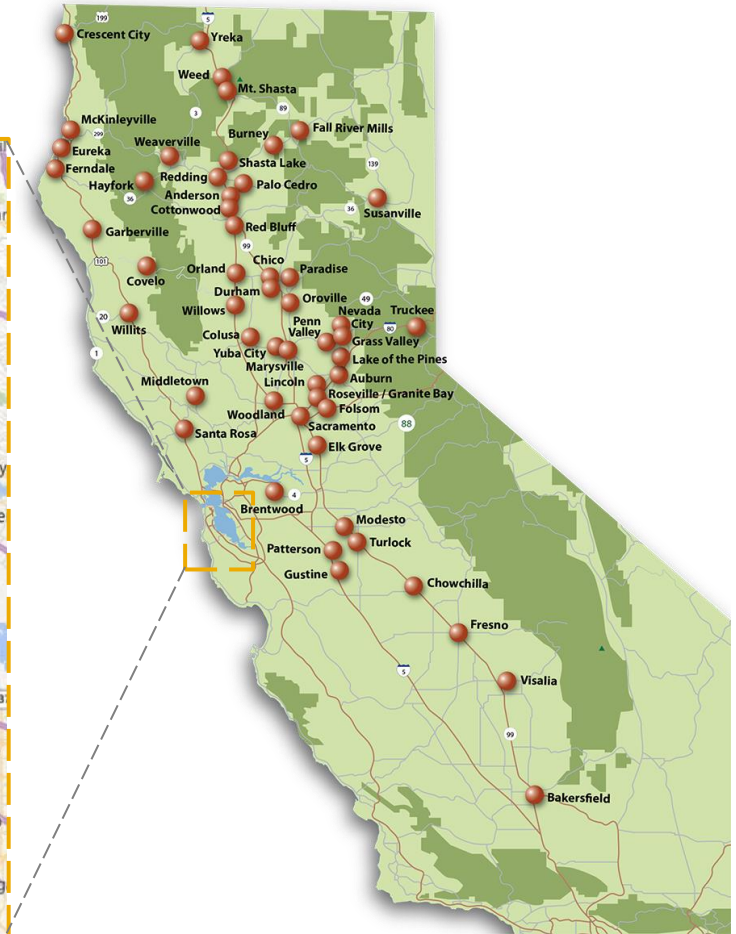 199
5
Crescent City
Yreka
Weed
Mt. Shasta
89
3
McKinleyville
299
Fall River Mills
Burney
Weaverville
Eureka
Shasta Lake
139
Ferndale
Redding
Hayfork
Palo Cedro
Anderson
36
Cottonwood
36
Susanville
Red Bluff
Garberville
99
101
Chico
Orland
Paradise
Covelo
Durham
Oroville
49
Willows
Nevada
City
Truckee
20
Penn
Valley
80
Willits
Colusa
Grass Valley
1
Yuba City
Lake of the Pines
Marysville
Middletown
Lincoln
Auburn
Roseville / Granite Bay
Woodland
Folsom
88
Sacramento
Santa Rosa
Elk Grove
5
4
Brentwood
Modesto
Turlock
Patterson
Gustine
Chowchilla
Fresno
5
Visalia
99
Bakersfield